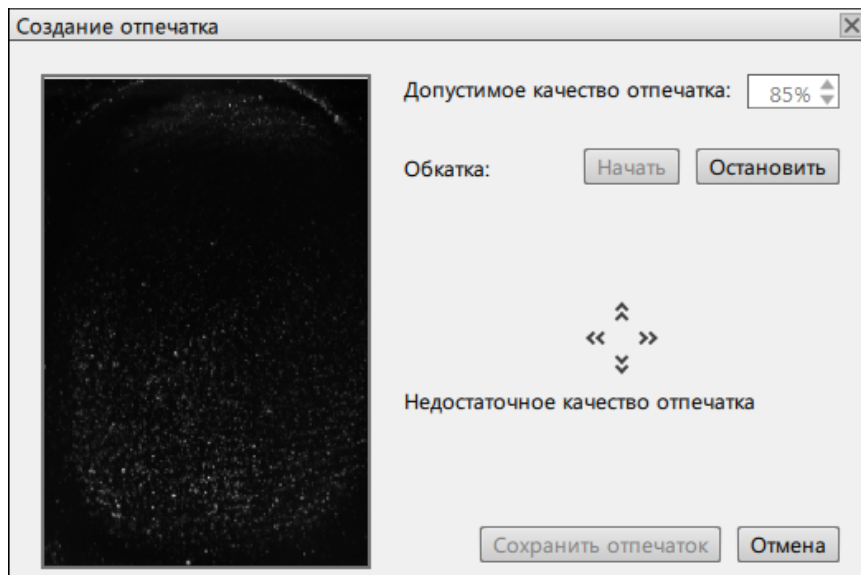 Создание отпечатка
Допустимое качество отпечатка: 85%
Обкатка: Начать Остановить
Недостаточное качество отпечатка
Сохранить отпечаток Отмена